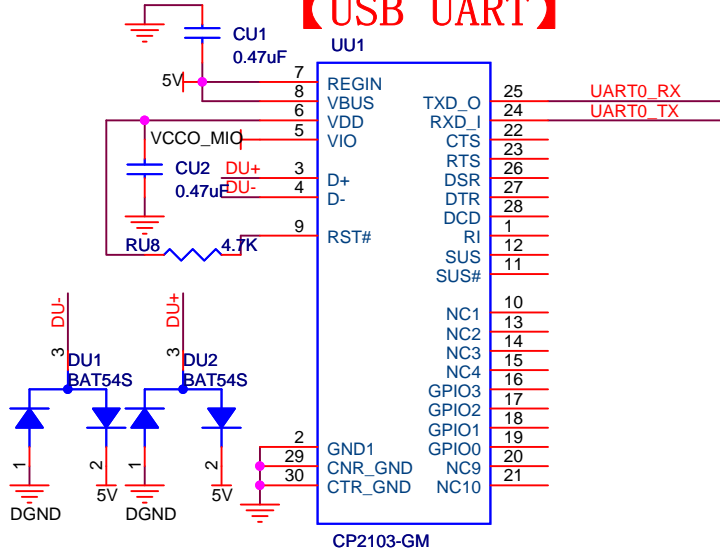 【USB UART】
CU1
0.47uF
UU1
5V
7
REGIN
8
VBUS
6
VDD
VCCO_MIO
5
VIO
CU2
0.47uF
DU+
3
D+
DU-
4
D-
9
RST#
RU8
4.7K
TXD_O
25
UART0_RX
RXD_I
24
UART0_TX
CTS
22
RTS
23
DSR
26
DTR
27
DCD
28
RI
1
SUS
12
SUS#
11
NC1
10
NC2
13
NC3
14
NC4
15
GPIO3
16
GPIO2
17
GPIO1
18
GPIO0
19
NC9
20
NC10
21
DU-
3
DU1
BAT54S
DU+
3
DU2
BAT54S
1
2
1
2
DGND
5V
DGND
5V
2
GND1
29
CNR_GND
30
CTR_GND
CP2103-GM